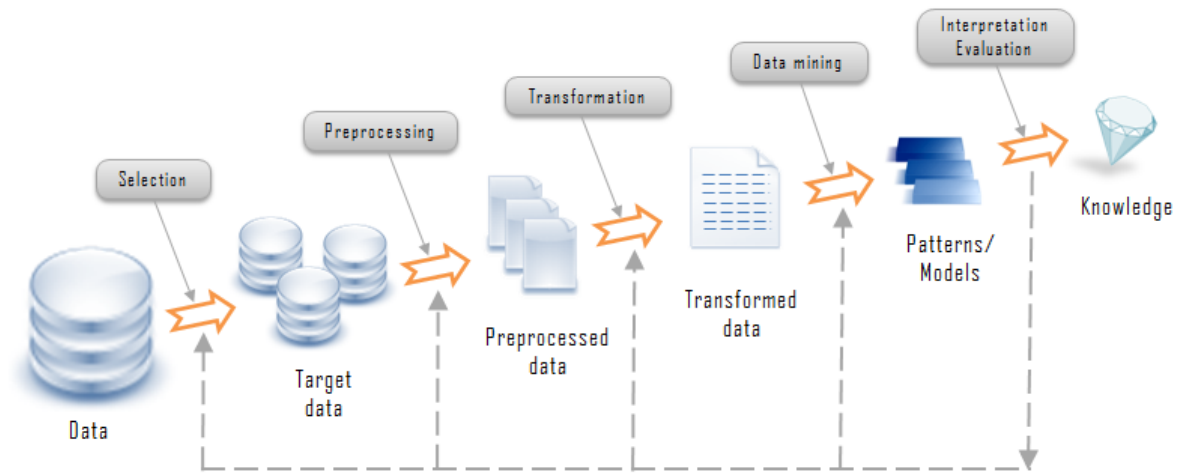 Selection
Preprocessing
Transformation
Data mining
Interpretation
Evaluation
Data
Target
data
Preprocessed
data
Transformed
data
Patterns/
Models
Knowledge